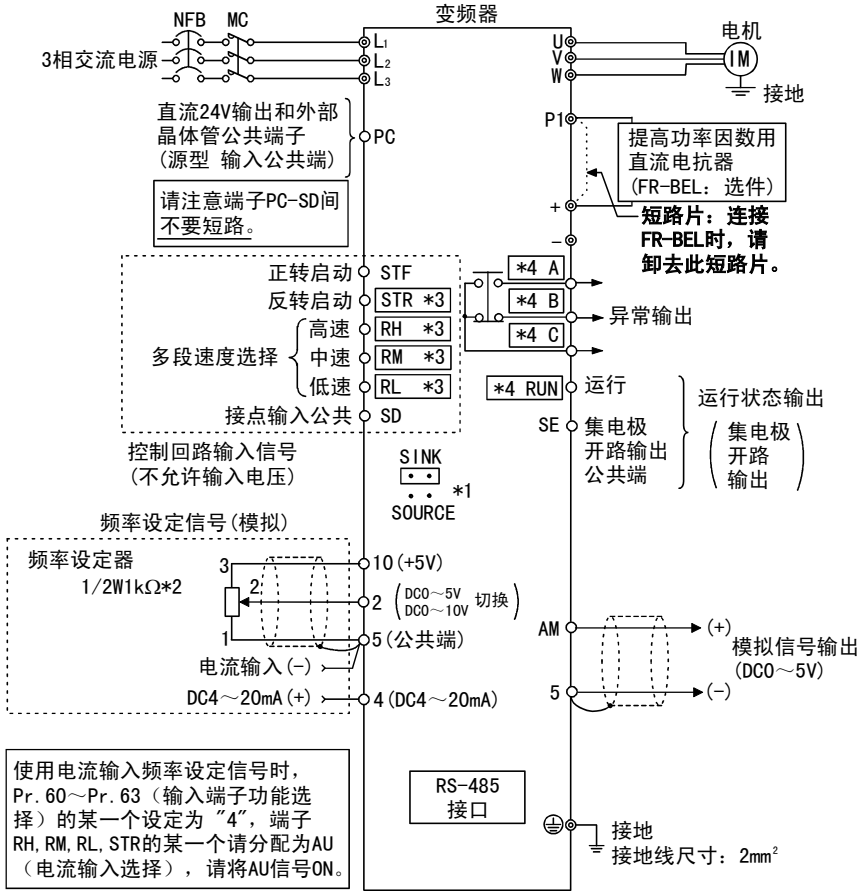 变频器
NFB MC
3相交流电源
L1
L2
L3
U
V
W
电机
IM
接地
直流24V输出和外部
晶体管公共端子
(源型 输入公共端)
PC
请注意端子PC-SD间
不要短路。
P1
+
-
提高功率因数用
直流电抗器
(FR-BEL：选件)
短路片：连接
FR-BEL时，请
卸去此短路片。
正转启动 STF
反转启动 STR *3
多段速度选择
高速 RH *3
中速 RM *3
低速 RL *3
接点输入公共 SD
控制回路输入信号
(不允许输入电压)
*4 A
*4 B
*4 C
异常输出
*4 RUN 运行
SE 集电极
开路输出
公共端
运行状态输出
(集电极
开路
输出)
SINK
*1
SOURCE
频率设定信号(模拟)
频率设定器
1/2W1kΩ*2
3
2
1
10(+5V)
2 (DC0～5V
DC0～10V 切换)
5(公共端)
电流输入(-)
DC4～20mA(+)
4(DC4～20mA)
AM
5
(+)
模拟信号输出
(DC0～5V)
(-)
使用电流输入频率设定信号时，
Pr.60～Pr.63（输入端子功能选
择）的某一个设定为 "4"，端子
RH,RM,RL,STR的某一个请分配为AU
（电流输入选择），请将AU信号ON。
RS-485
接口
接地
接地线尺寸：2mm²